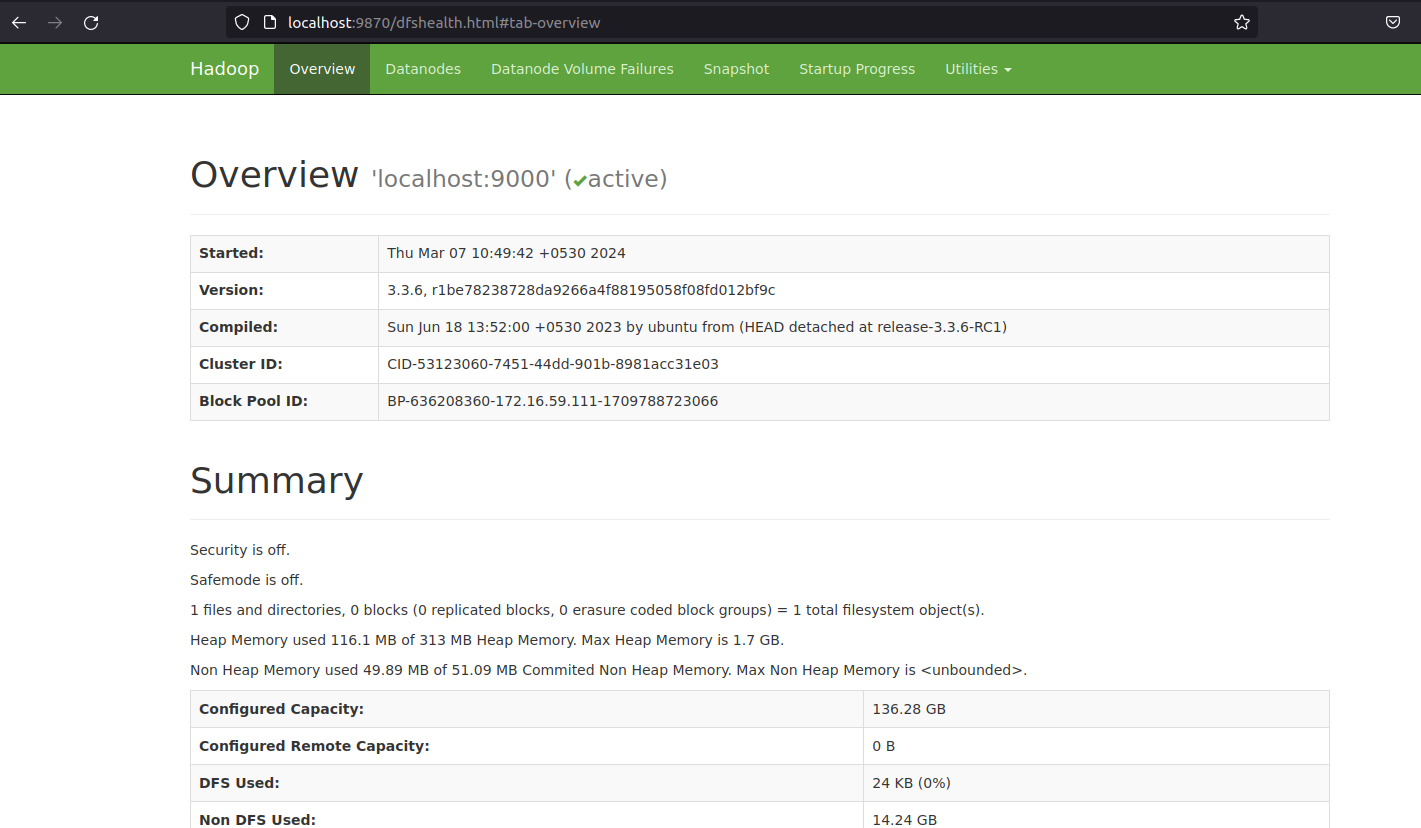 localhost:9870/dfshealth.html#tab-overview
Hadoop Overview Datanodes Datanode Volume Failures Snapshot Startup Progress Utilities
Overview 'localhost:9000' (✔active)
Started: Thu Mar 07 10:49:42 +0530 2024
Version: 3.3.6, r1be78238728da9266a4f88195058f08fd012bf9c
Compiled: Sun Jun 18 13:52:00 +0530 2023 by ubuntu from (HEAD detached at release-3.3.6-RC1)
Cluster ID: CID-53123060-7451-44dd-901b-8981acc31e03
Block Pool ID: BP-636208360-172.16.59.111-1709788723066
Summary
Security is off.
Safemode is off.
1 files and directories, 0 blocks (0 replicated blocks, 0 erasure coded block groups) = 1 total filesystem object(s).
Heap Memory used 116.1 MB of 313 MB Heap Memory. Max Heap Memory is 1.7 GB.
Non Heap Memory used 49.89 MB of 51.09 MB Commited Non Heap Memory. Max Non Heap Memory is <unbounded>.
Configured Capacity: 136.28 GB
Configured Remote Capacity: 0 B
DFS Used: 24 KB (0%)
Non DFS Used: 14.24 GB